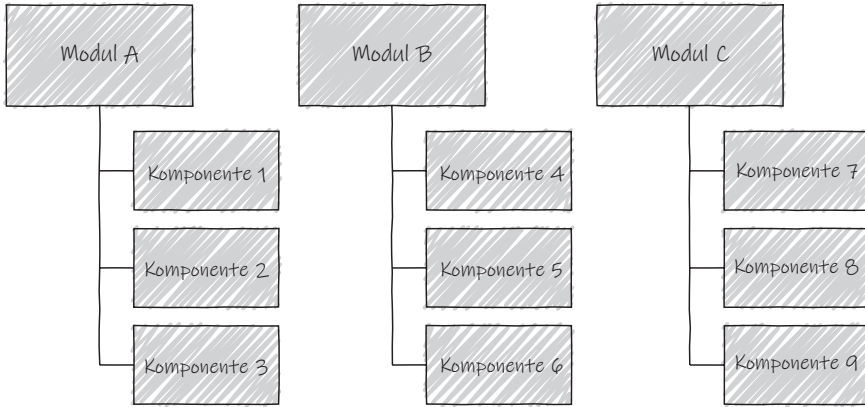 Modul A
Komponente 1
Komponente 2
Komponente 3
Modul B
Komponente 4
Komponente 5
Komponente 6
Modul C
Komponente 7
Komponente 8
Komponente 9